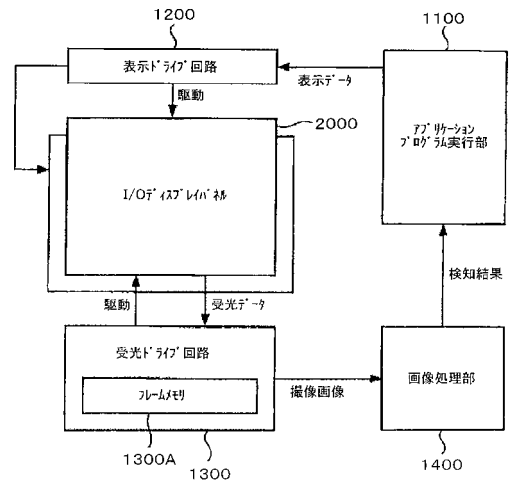 1200
1100
表示ドライブ回路
表示データ
駆動
2000
アプリケーション
プログラム実行部
I/Oディスプレイパネル
検知結果
駆動
受光データ
受光ドライブ回路
フレームメモリ
撮像画像
画像処理部
1300A
1300
1400